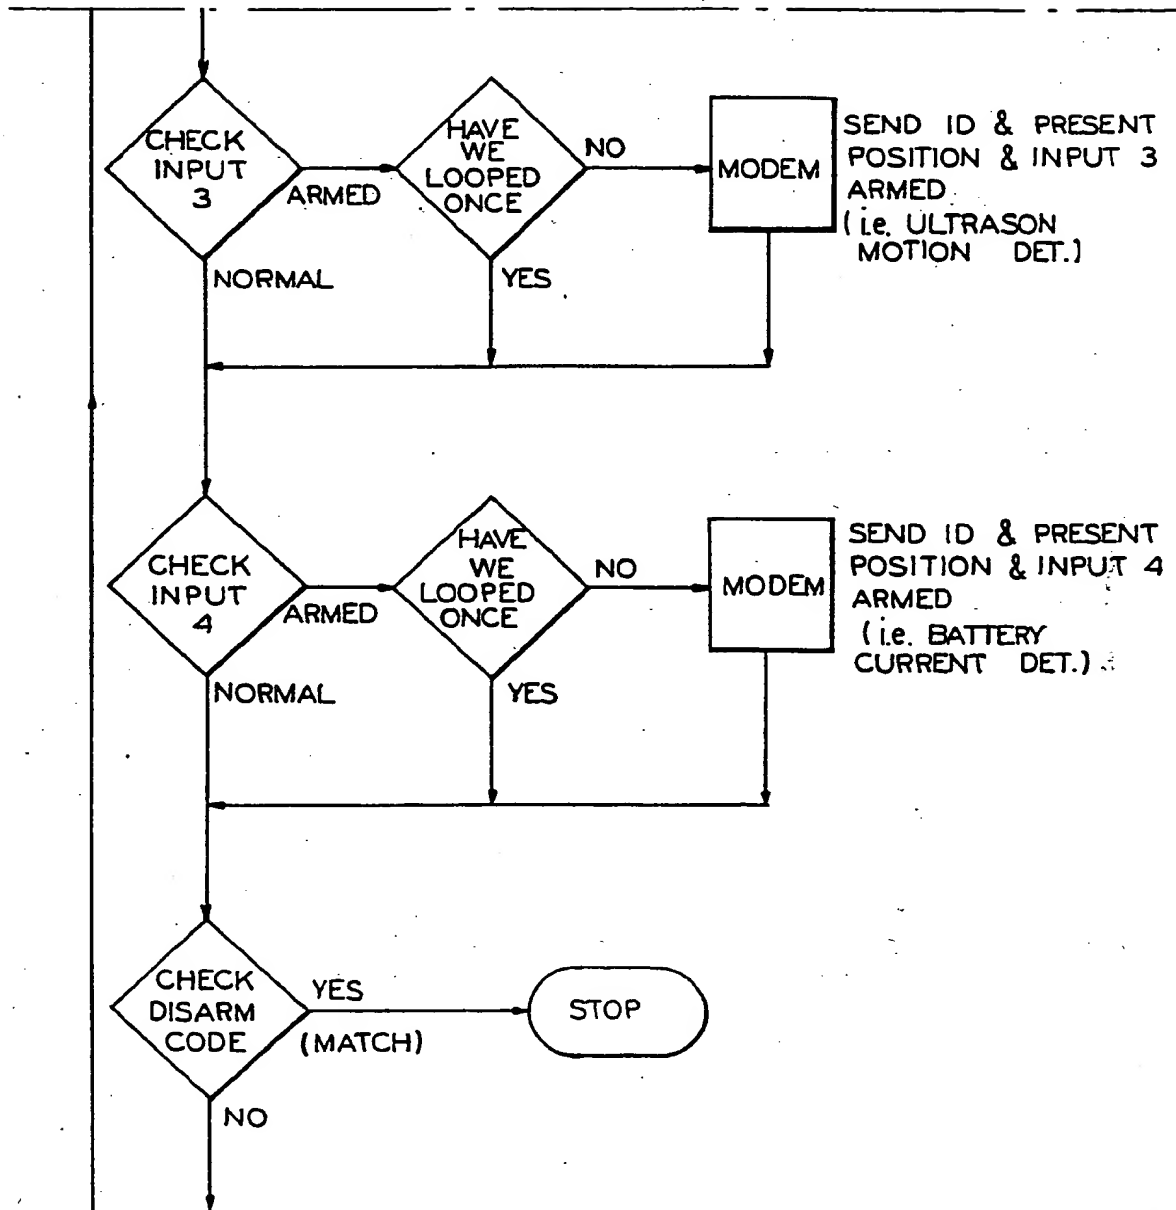 CHECK
INPUT
3
ARMED
NORMAL
HAVE
WE
LOOPED
ONCE
NO
YES
MODEM
SEND ID & PRESENT
POSITION & INPUT 3
ARMED
(i.e. ULTRASON
MOTION DET.)
CHECK
INPUT
4
ARMED
NORMAL
HAVE
WE
LOOPED
ONCE
NO
YES
MODEM
SEND ID & PRESENT
POSITION & INPUT 4
ARMED
(i.e. BATTERY
CURRENT DET.)
CHECK
DISARM
CODE
YES
(MATCH)
STOP
NO